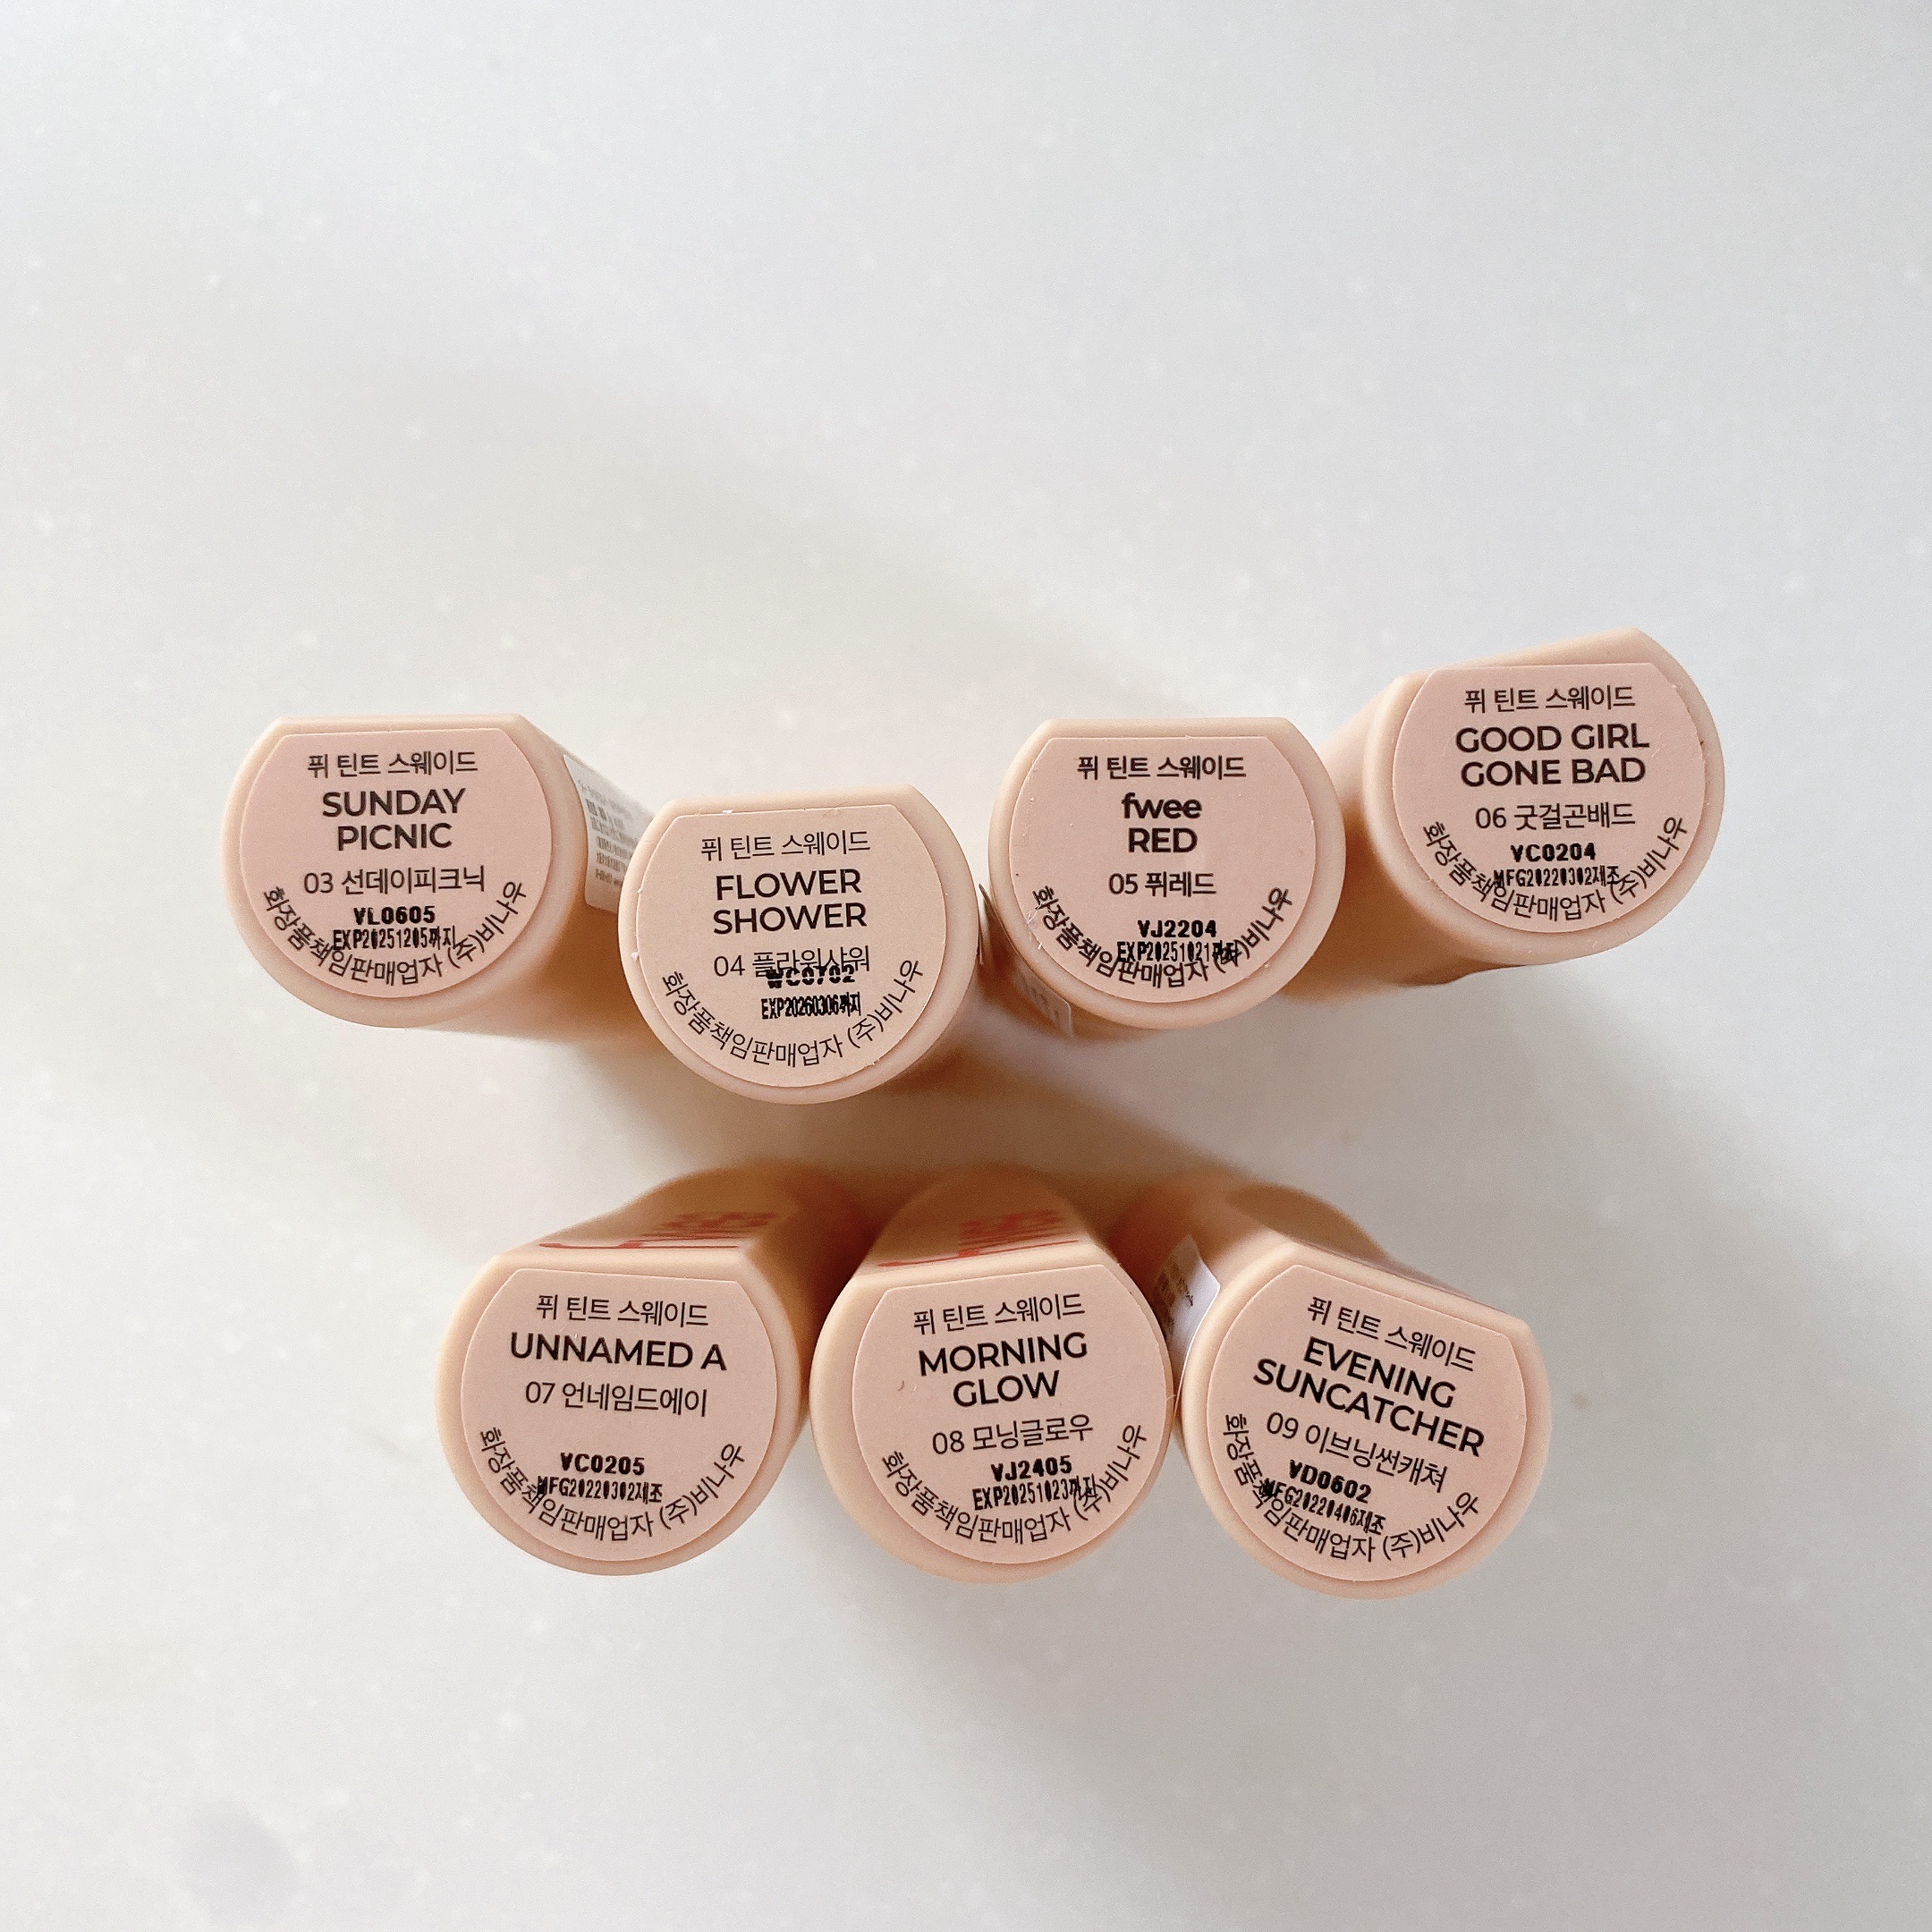 퓌 틴트 스웨이드
SUNDAY
PICNIC
03 선데이피크닉
VL0605
EXP20251205까지
화장품책임판매업자 (주)비나우
퓌 틴트 스웨이드
FLOWER
SHOWER
04 플라워샤워
WC0702
EXP20260306까지
화장품책임판매업자 (주)비나우
퓌 틴트 스웨이드
fwee
RED
05 퓌레드
VJ2204
EXP20251021까지
화장품책임판매업자 (주)비나우
퓌 틴트 스웨이드
GOOD GIRL
GONE BAD
06 굿걸곤배드
VC0204
MFG20220302제조
화장품책임판매업자 (주)비나우
퓌 틴트 스웨이드
UNNAMED A
07 언네임드에이
VC0205
MFG20220302제조
화장품책임판매업자 (주)비나우
퓌 틴트 스웨이드
MORNING
GLOW
08 모닝글로우
VJ2405
EXP20251023까지
화장품책임판매업자 (주)비나우
퓌 틴트 스웨이드
EVENING
SUNCATCHER
09 이브닝썬캐쳐
VD0602
MFG20220406제조
화장품책임판매업자 (주)비나우